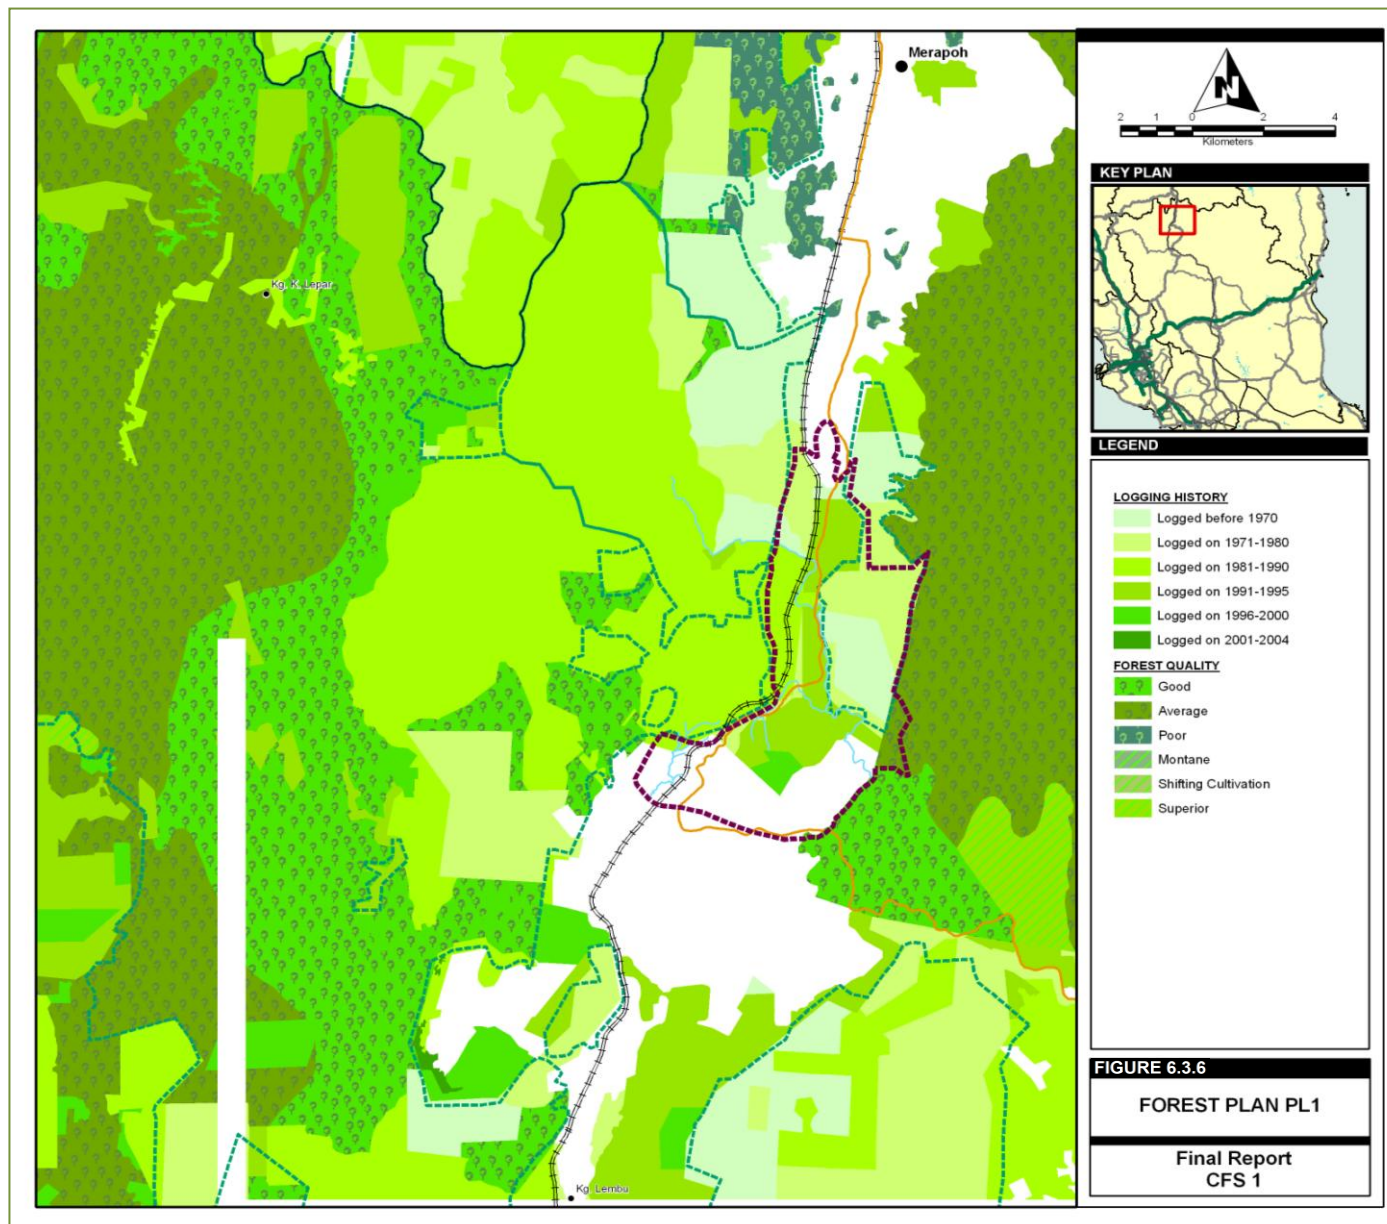 Merapoh
Kg. K. Lepar
Kg. Lembu
N
2 1 0 2 4
Kilometers
KEY PLAN
LEGEND
LOGGING HISTORY
Logged before 1970
Logged on 1971-1980
Logged on 1981-1990
Logged on 1991-1995
Logged on 1996-2000
Logged on 2001-2004
FOREST QUALITY
Good
Average
Poor
Montane
Shifting Cultivation
Superior
FIGURE 6.3.6
FOREST PLAN PL1
Final Report
CFS 1